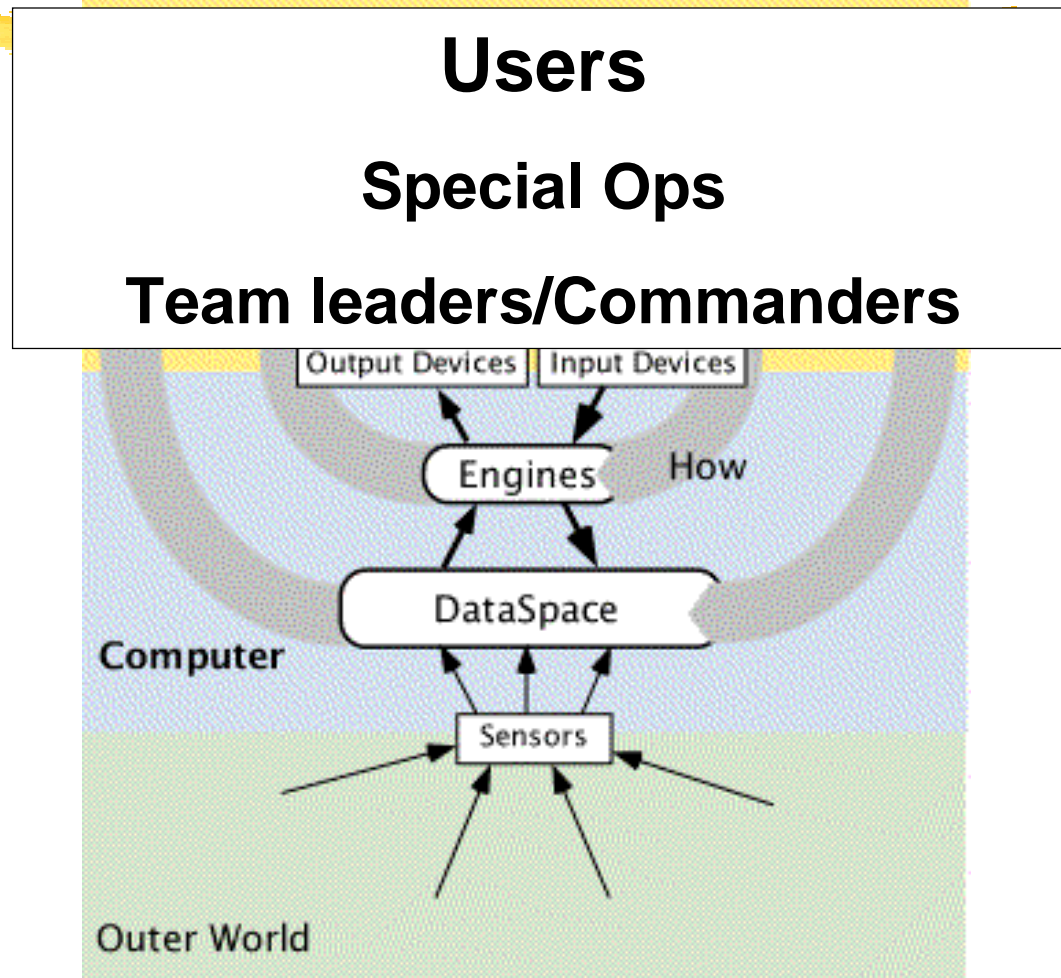 Users
Special Ops
Team leaders/Commanders
Output Devices Input Devices
Engines How
DataSpace
Computer
Sensors
Outer World